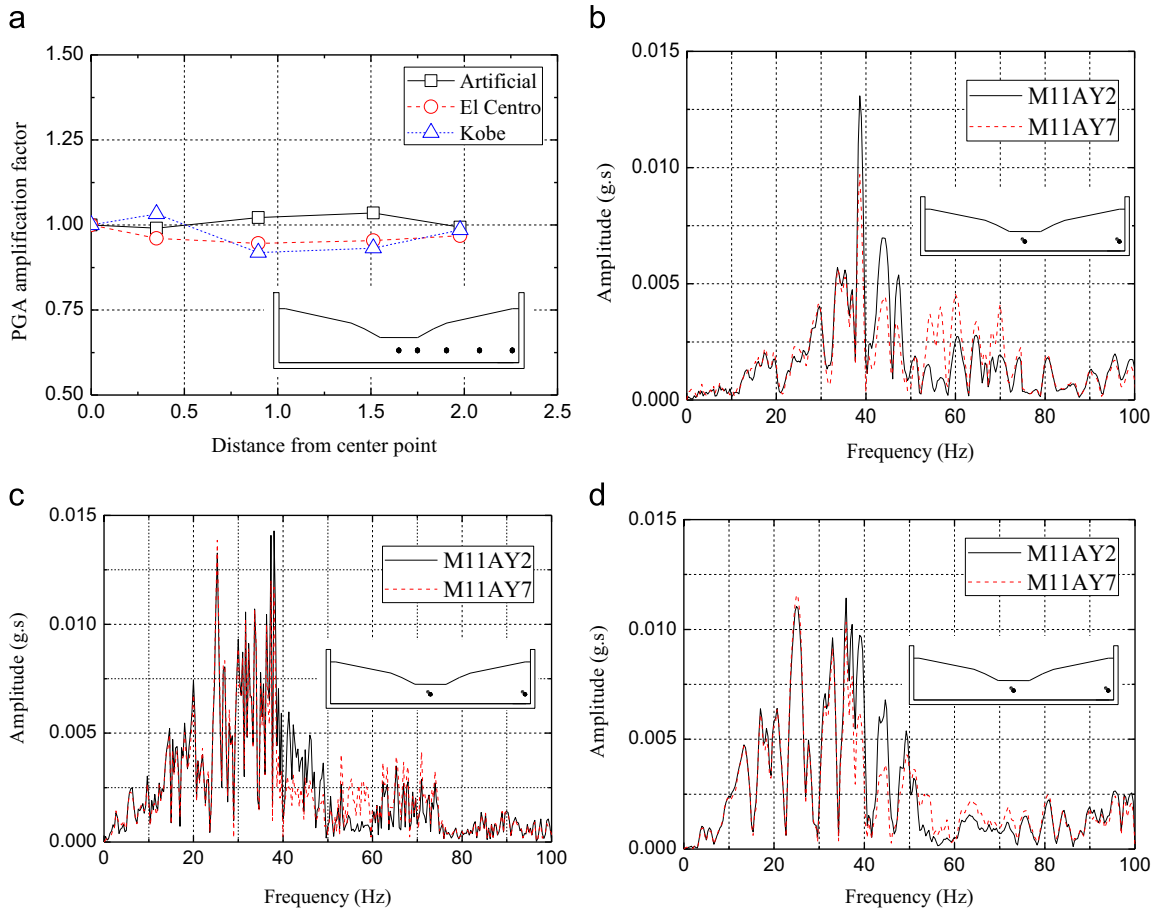 a
PGA amplification factor
1.50
1.25
1.00
0.75
0.50
0.0 0.5 1.0 1.5 2.0 2.5
Distance from center point
Artificial
El Centro
Kobe
b
Amplitude (g.s)
0.015
0.010
0.005
0.000
0 20 40 60 80 100
Frequency (Hz)
M11AY2
M11AY7
c
Amplitude (g.s)
0.015
0.010
0.005
0.000
0 20 40 60 80 100
Frequency (Hz)
M11AY2
M11AY7
d
Amplitude (g.s)
0.015
0.010
0.005
0.000
0 20 40 60 80 100
Frequency (Hz)
M11AY2
M11AY7